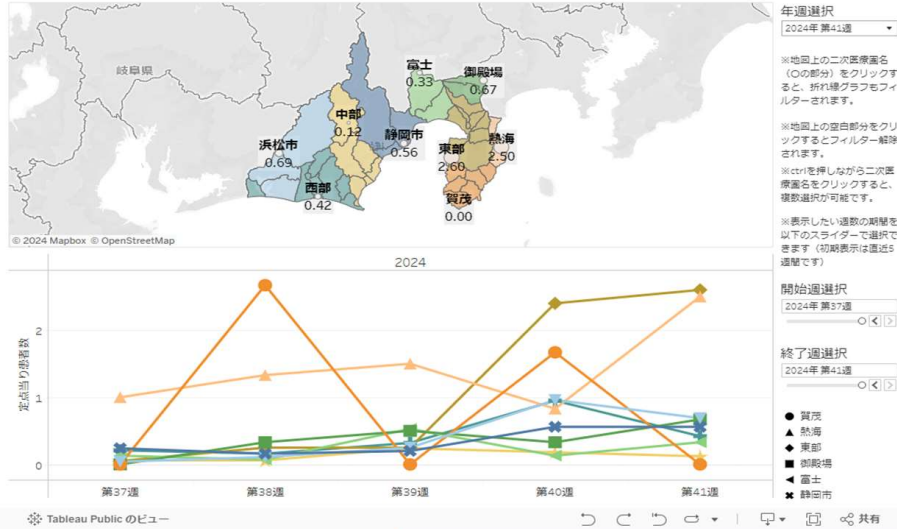 岐阜県
富士
0.33
御殿場
0.67
中部
0.12
静岡市
0.56
浜松市
0.69
東部
2.60
熱海
2.50
西部
0.42
賀茂
0.00
© 2024 Mapbox © OpenStreetMap
2024
定点当り患者数
2
1
0
第37週
第38週
第39週
第40週
第41週
年週選択
2024年 第41週
※地図上の二次医療圏名
（〇の部分）をクリックす
ると、折れ線グラフもフィ
ルターされます。
※地図上の空白部分をクリ
ックするとフィルター解除
されます。
※ctrlを押しながら二次医
療圏名をクリックすると、
複数選択が可能です。
※表示したい週数の期間を
以下のスライダーで選択で
きます（初期表示は直近5
週間です）
開始週選択
2024年 第37週
終了週選択
2024年 第41週
賀茂
熱海
東部
御殿場
富士
静岡市
Tableau Public のビュー
共有